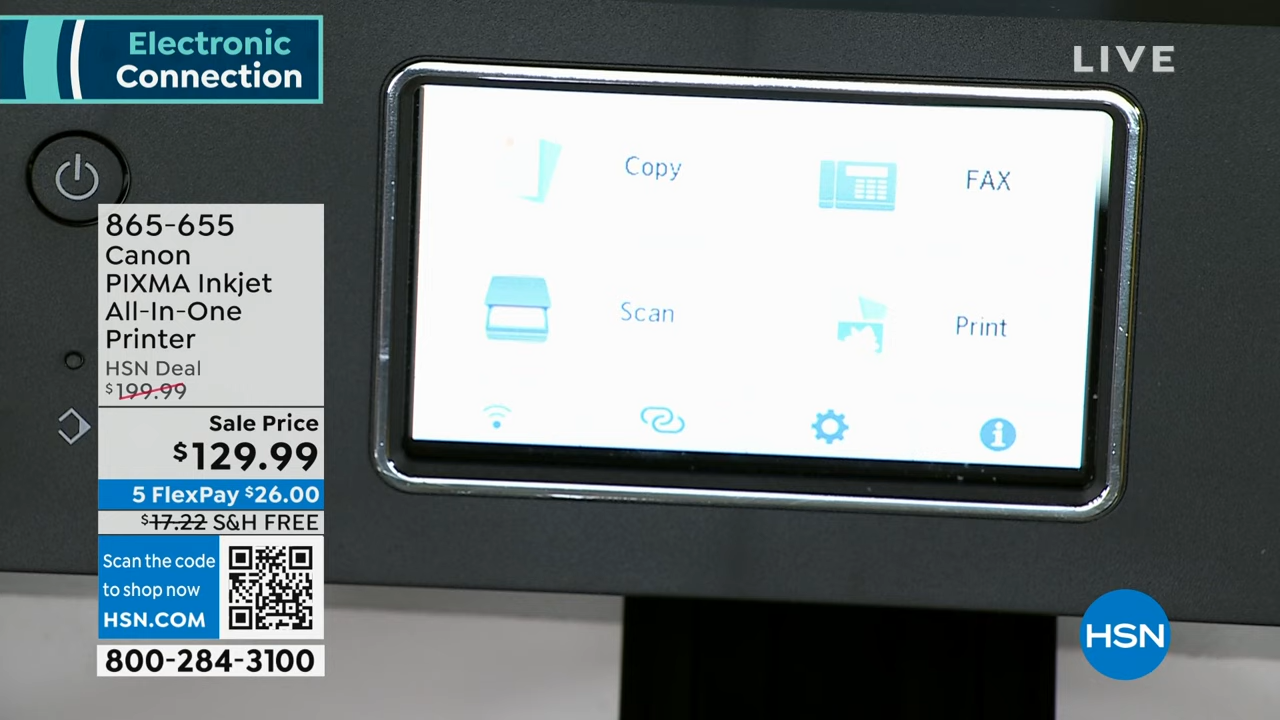 Electronic
Connection
LIVE
865-655
Canon
PIXMA Inkjet
All-In-One
Printer
HSN Deal
$199.99
Sale Price
$129.99
5 FlexPay $26.00
$17.22 S&H FREE
Scan the code
to shop now
HSN.COM
800-284-3100
Copy
FAX
Scan
Print
HSN